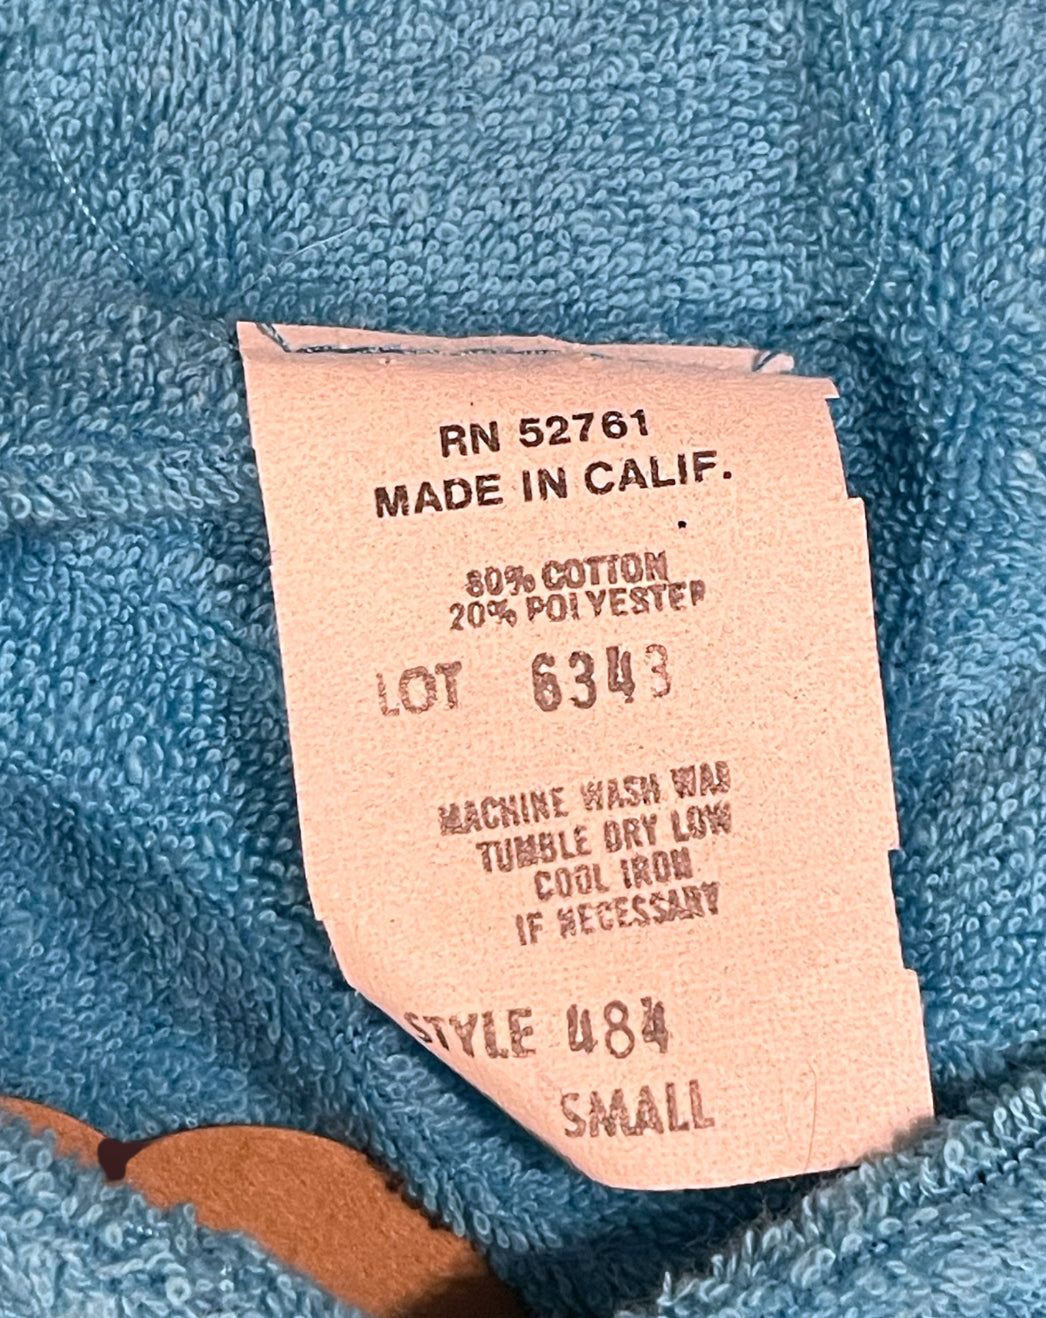 RN 52761
MADE IN CALIF.
80% COTTON
20% POLYESTER
LOT 6343
MACHINE WASH
TUMBLE DRY LOW
COOL IRON
IF NECESSARY
STYLE 484
SMALL